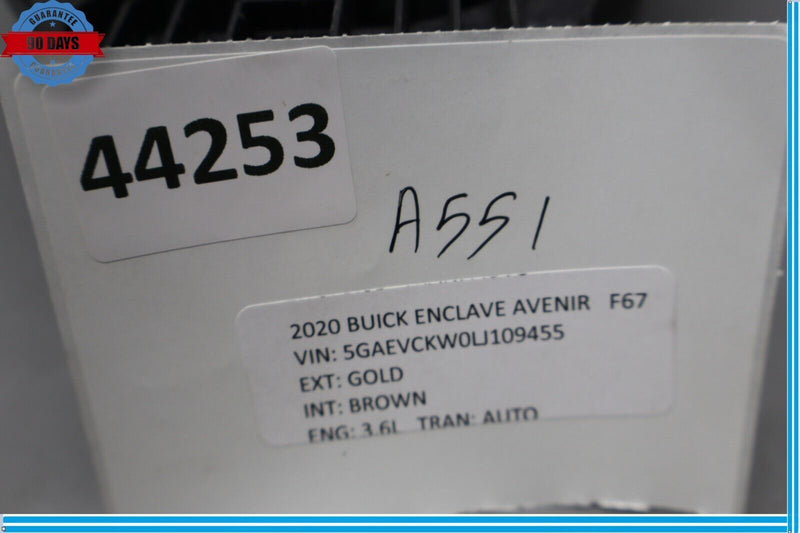 GUARANTEE
90 DAYS
GUARANTEE
44253
A551
2020 BUICK ENCLAVE AVENIR F67
VIN: 5GAEVCKW0LJ109455
EXT: GOLD
INT: BROWN
ENG: 3.6L TRAN: AUTO